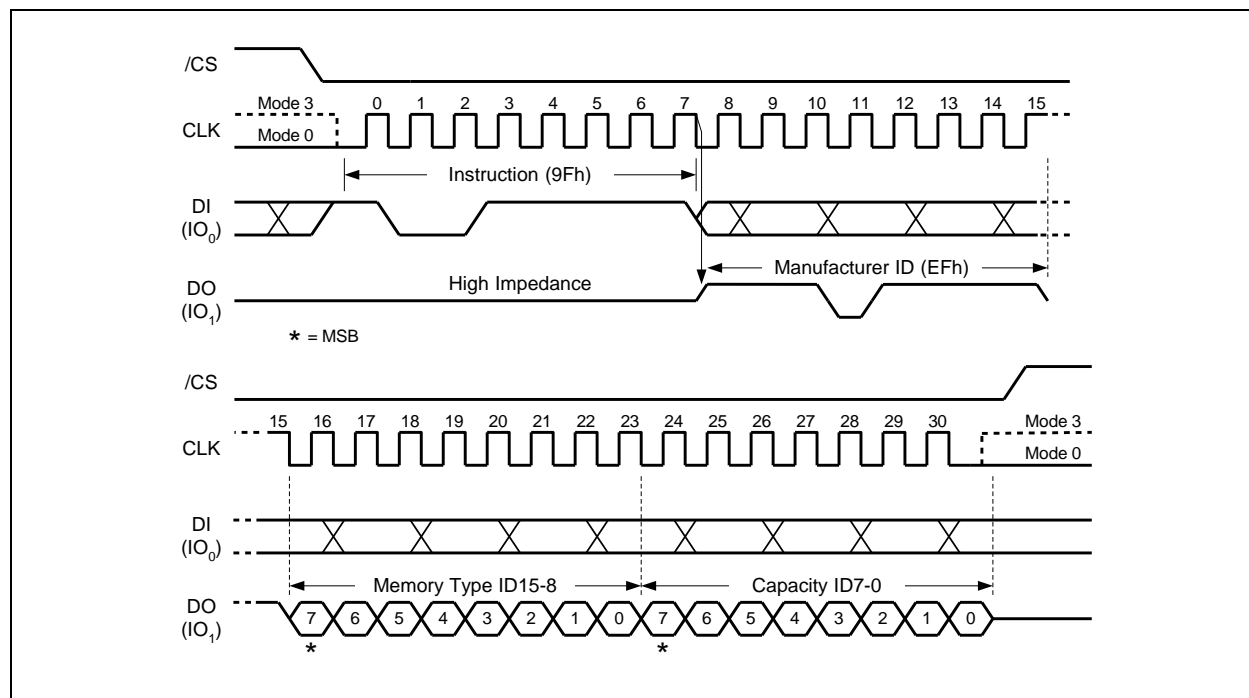 /CS
Mode 3
0 1 2 3 4 5 6 7 8 9 10 11 12 13 14 15
CLK
Mode 0
Instruction (9Fh)
DI
(IO0)
Manufacturer ID (EFh)
High Impedance
DO
(IO1)
* = MSB
/CS
15 16 17 18 19 20 21 22 23 24 25 26 27 28 29 30
Mode 3
CLK
Mode 0
DI
(IO0)
Memory Type ID15-8 Capacity ID7-0
DO
(IO1)
7 6 5 4 3 2 1 0 7 6 5 4 3 2 1 0
* *